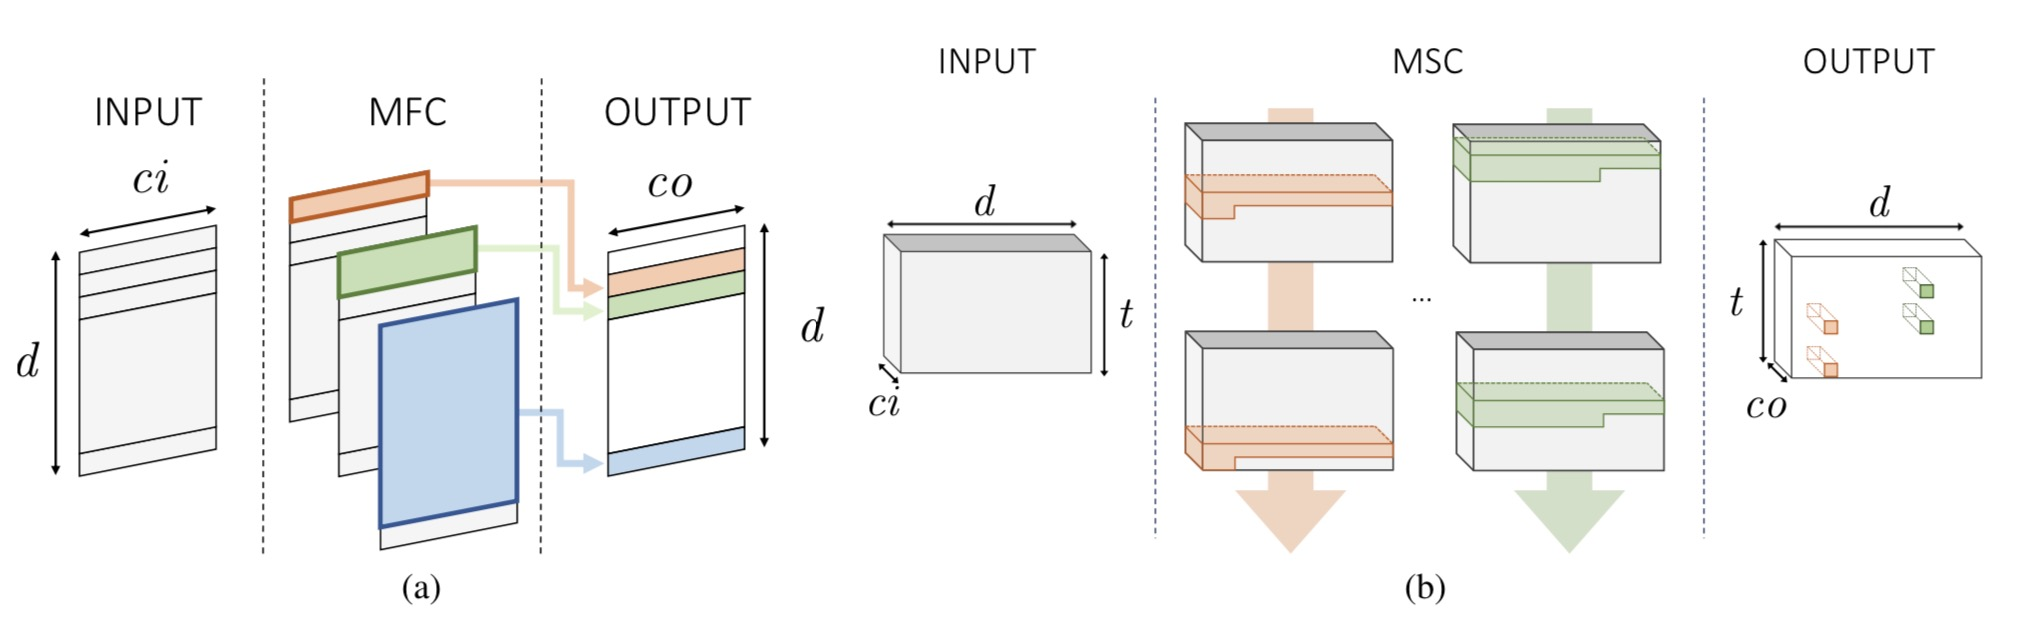 INPUT
MFC
OUTPUT
ci
co
d
d
(a)
INPUT
MSC
OUTPUT
d
t
ci
...
d
t
co
(b)